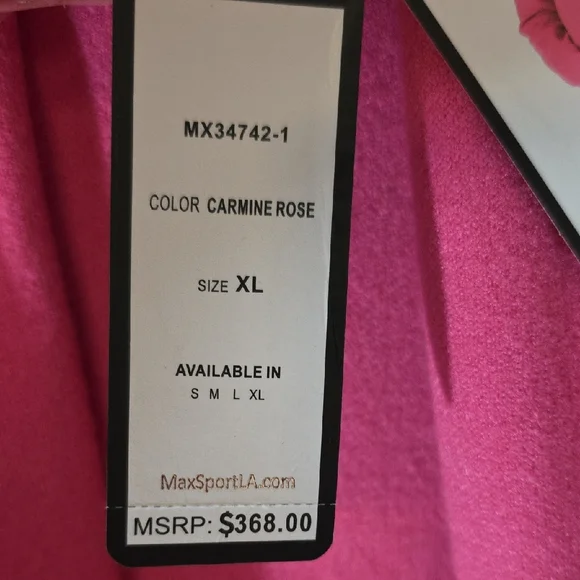 MX34742-1
COLOR CARMINE ROSE
SIZE XL
AVAILABLE IN
S M L XL
MaxSportLA.com
MSRP: $368.00